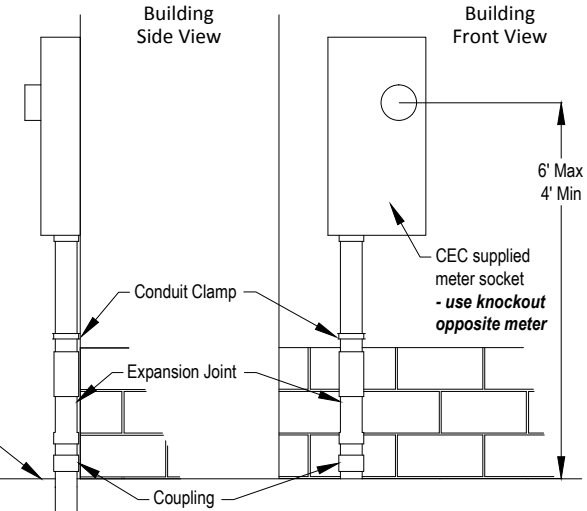 Building
Side View
Building
Front View
6' Max
4' Min
CEC supplied
meter socket
- use knockout
opposite meter
Conduit Clamp
Expansion Joint
Coupling